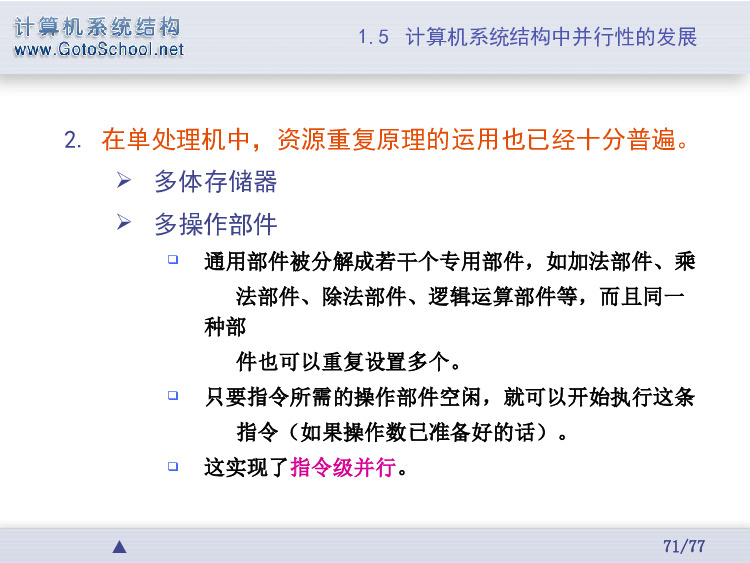 计算机系统结构
www.GotoSchool.net
1.5 计算机系统结构中并行性的发展
2. 在单处理机中，资源重复原理的运用也已经十分普遍。
➢ 多体存储器
➢ 多操作部件
❑ 通用部件被分解成若干个专用部件，如加法部件、乘
法部件、除法部件、逻辑运算部件等，而且同一
种部
件也可以重复设置多个。
❑ 只要指令所需的操作部件空闲，就可以开始执行这条
指令（如果操作数已准备好的话）。
❑ 这实现了指令级并行。
▲
71/77